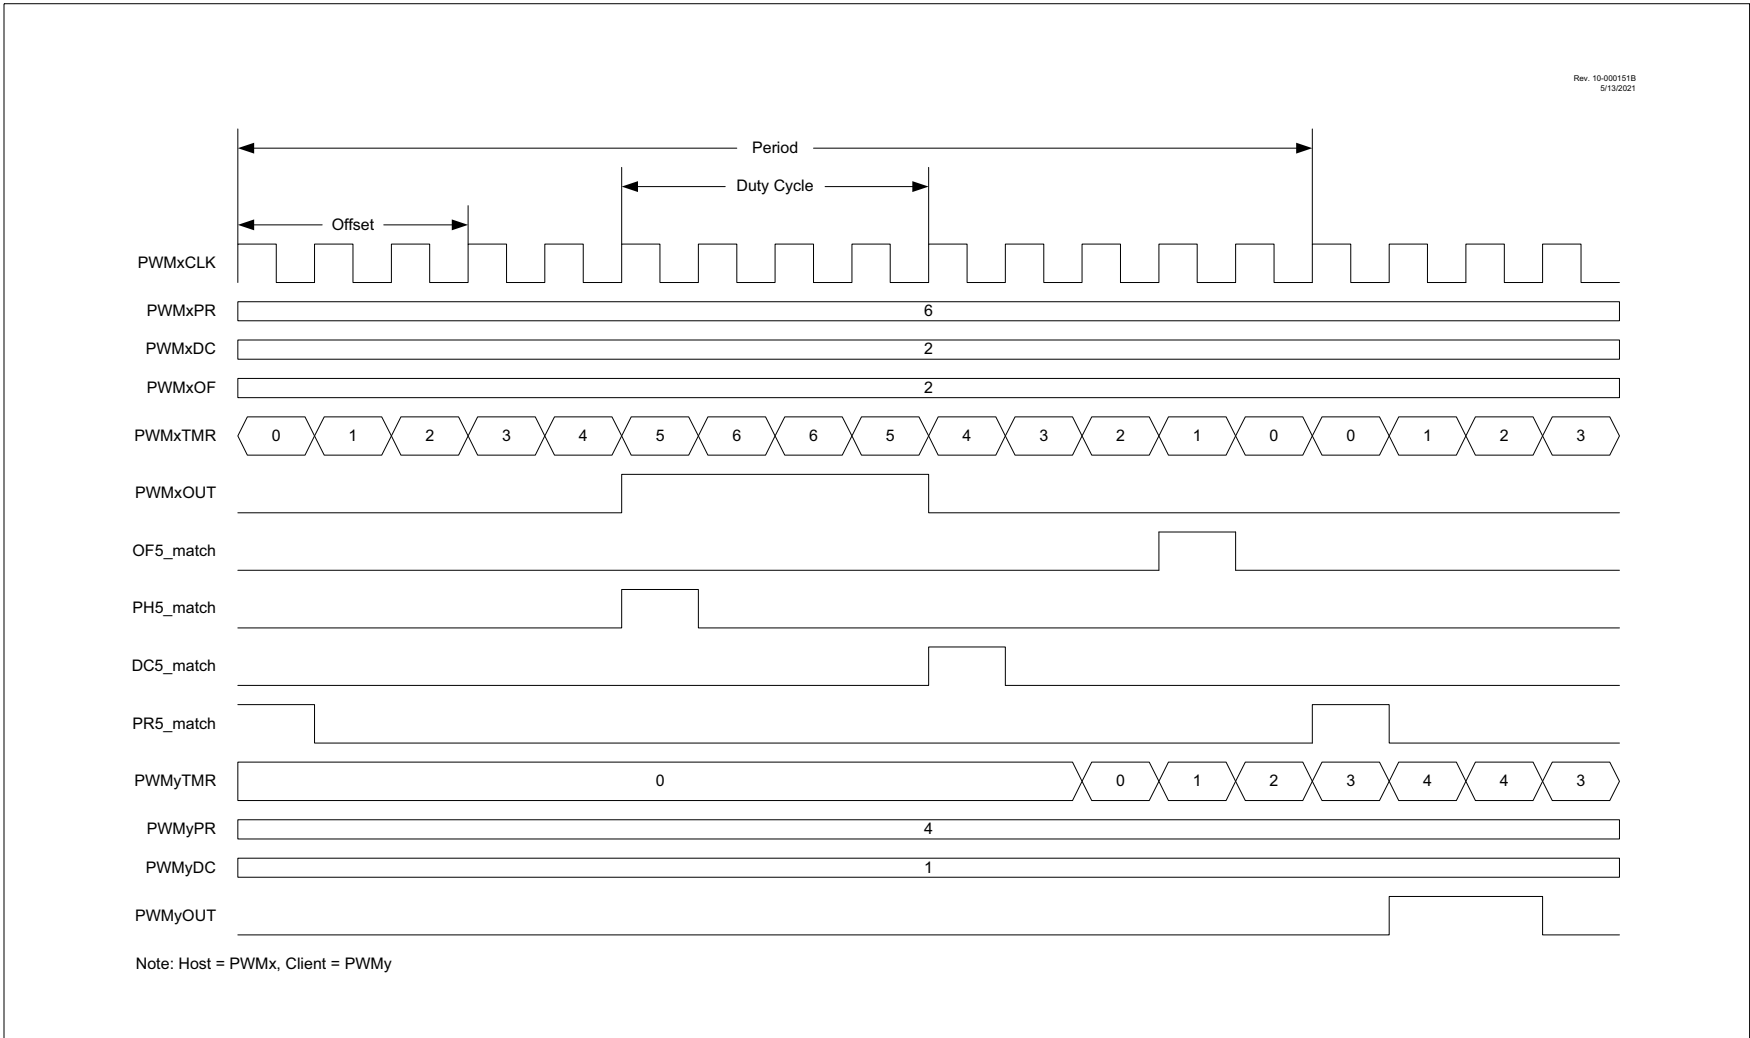 Rev. 10-000151B
5/13/2021
Period
Duty Cycle
Offset
PWMxCLK
PWMxPR 6
PWMxDC 2
PWMxOF 2
PWMxTMR 0 1 2 3 4 5 6 6 5 4 3 2 1 0 0 1 2 3
PWMxOUT
OF5_match
PH5_match
DC5_match
PR5_match
PWMyTMR 0 0 1 2 3 4 4 3
PWMyPR 4
PWMyDC 1
PWMyOUT
Note: Host = PWMx, Client = PWMy